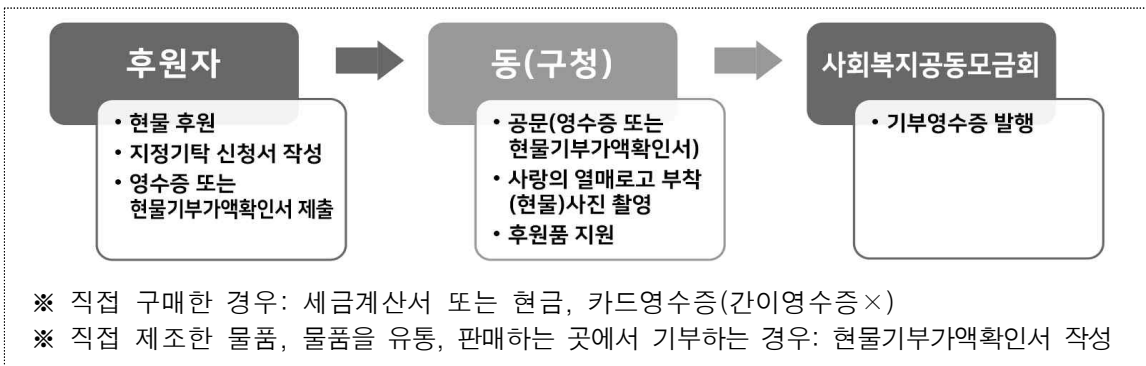 후원자
동(구청)
사회복지공동모금회
• 현물 후원
• 지정기탁 신청서 작성
• 영수증 또는
현물기부가액확인서 제출
• 공문(영수증 또는
현물기부가액확인서)
• 사랑의 열매로고 부착
(현물)사진 촬영
• 후원품 지원
• 기부영수증 발행
※ 직접 구매한 경우: 세금계산서 또는 현금, 카드영수증(간이영수증×)
※ 직접 제조한 물품, 물품을 유통, 판매하는 곳에서 기부하는 경우: 현물기부가액확인서 작성